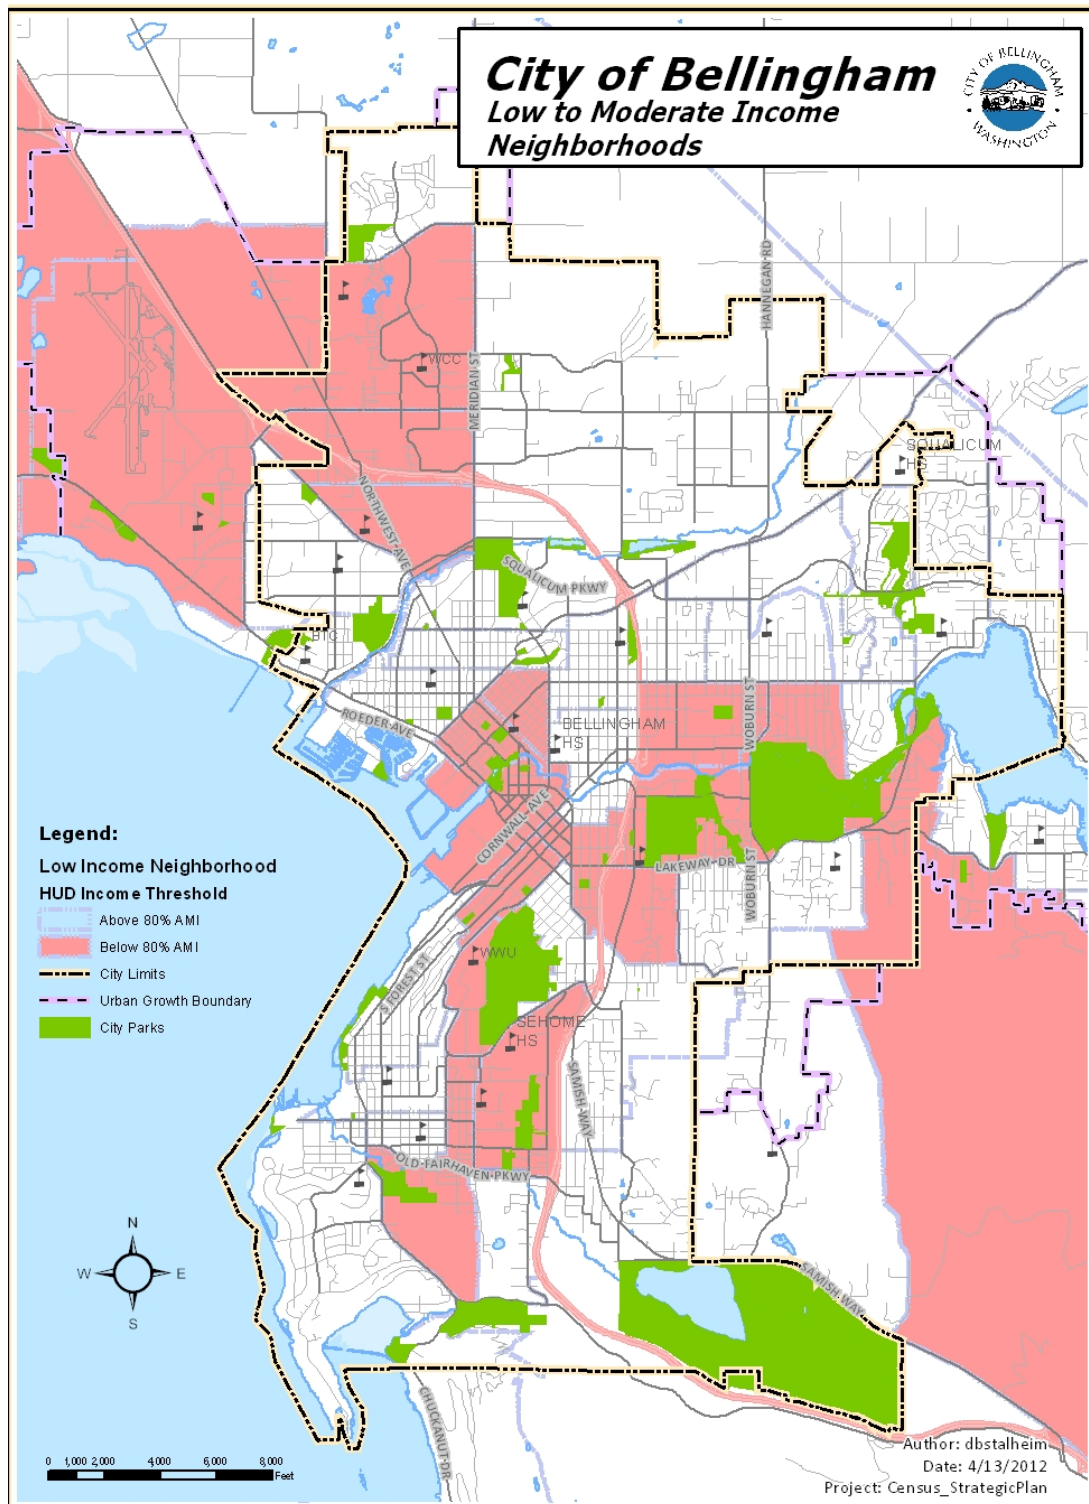 City of Bellingham
Low to Moderate Income
Neighborhoods
CITY OF BELLINGHAM
WASHINGTON
HANNEGAN RD
WCC
MERIDIAN ST
SQUALICUM
HS
NORTHWEST AVE
SQUALICUM PKWY
BTC
ROEDER AVE
BELLINGHAM
HS
WOBURN ST
CORNWALL AVE
LAKEWAY DR
WOBURN ST
Legend:
Low Income Neighborhood
HUD Income Threshold
Above 80% AMI
Below 80% AMI
City Limits
Urban Growth Boundary
City Parks
WWU
S FOREST ST
SEHOME
HS
SAMISH WAY
OLD FAIRHAVEN PKWY
N
W E
S
SAMISH WAY
CHUCKANUT DR
0 1,000 2,000 4,000 6,000 8,000
Feet
Author: dbstalheim
Date: 4/13/2012
Project: Census_StrategicPlan